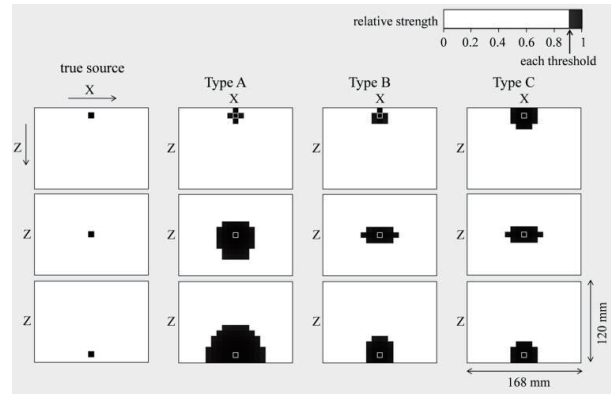 relative strength
0 0.2 0.4 0.6 0.8 1
each threshold
true source
X
Type A
X
Type B
X
Type C
X
Z
Z
Z
Z
Z
Z
Z
Z
Z
Z
Z
Z
120 mm
168 mm